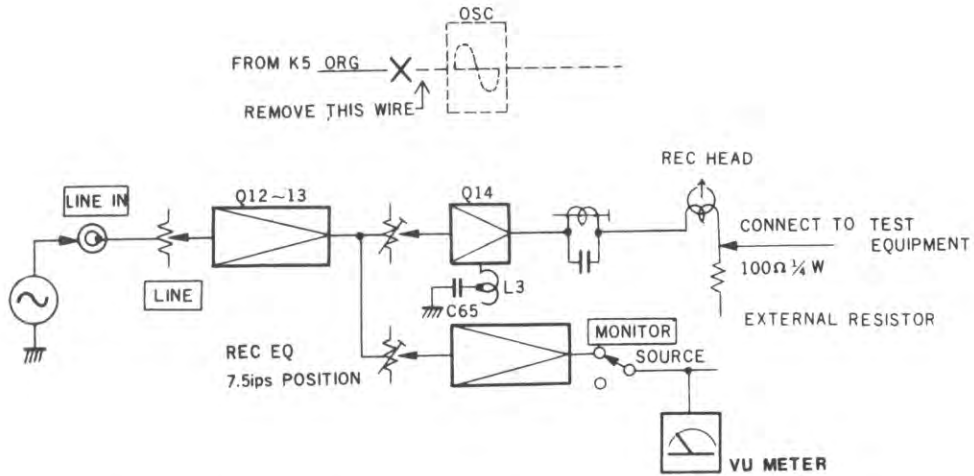 OSC
FROM K5 ORG
REMOVE THIS WIRE
REC HEAD
LINE IN
Q12~13
Q14
CONNECT TO TEST
EQUIPMENT
100Ω ¼ W
LINE
L3
C65
EXTERNAL RESISTOR
MONITOR
REC EQ
SOURCE
7.5ips POSITION
VU METER